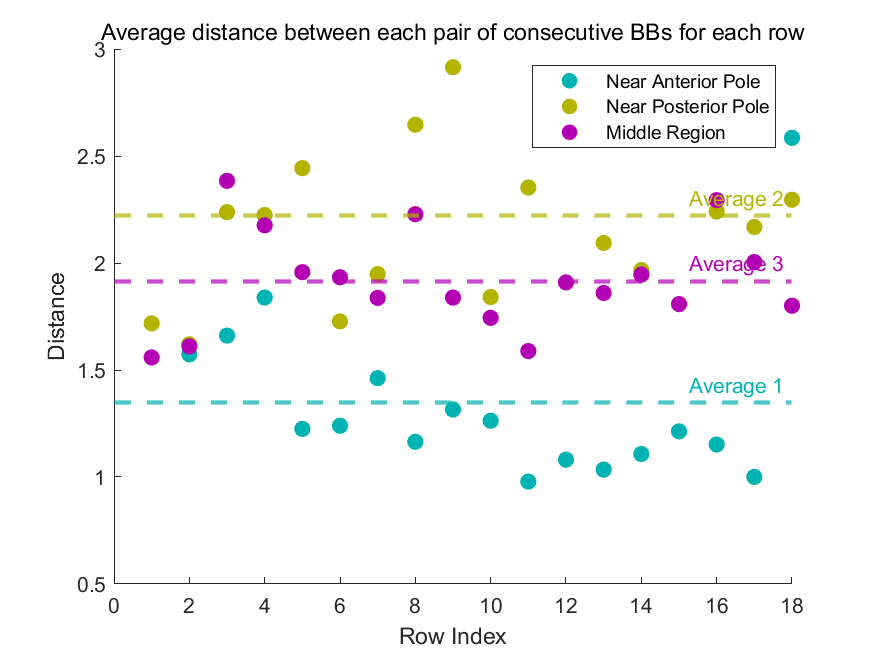 Average distance between each pair of consecutive BBs for each row
3
2.5
2
1.5
1
0.5
Distance
Near Anterior Pole
Near Posterior Pole
Middle Region
Average 2
Average 3
Average 1
0 2 4 6 8 10 12 14 16 18
Row Index